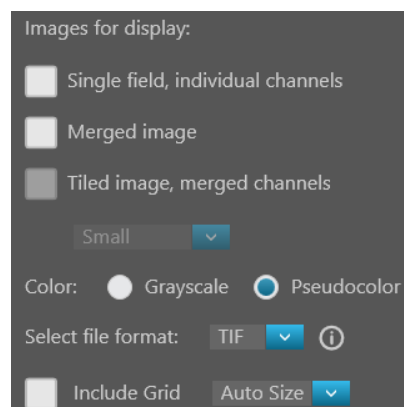 Images for display:
Single field, individual channels
Merged image
Tiled image, merged channels
Small
Color: Grayscale Pseudocolor
Select file format: TIF
Include Grid Auto Size